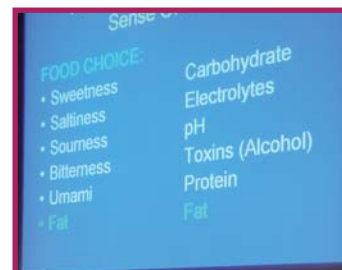 Sense O
FOOD CHOICE:
• Sweetness Carbohydrate
• Saltiness Electrolytes
• Sourness pH
• Bitterness Toxins (Alcohol)
• Umami Protein
• Fat Fat